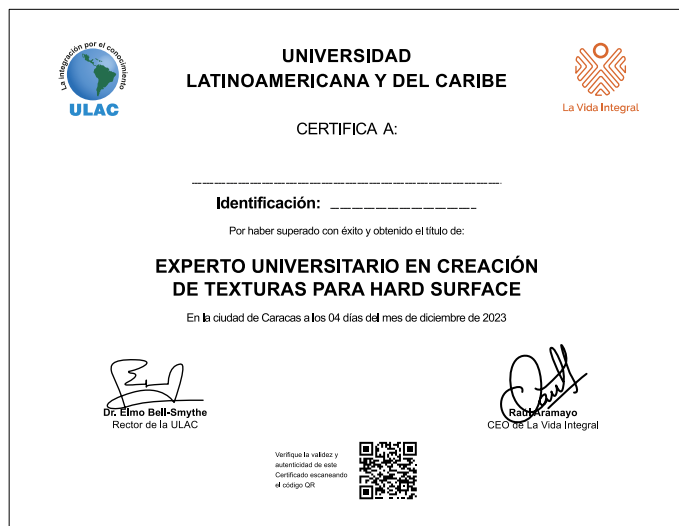 La integración por el conocimiento
ULAC
UNIVERSIDAD
LATINOAMERICANA Y DEL CARIBE
La Vida Integral
CERTIFICA A:
Identificación:
Por haber superado con éxito y obtenido el título de:
EXPERTO UNIVERSITARIO EN CREACIÓN
DE TEXTURAS PARA HARD SURFACE
En la ciudad de Caracas a los 04 días del mes de diciembre de 2023
Dr. Elmo Bell-Smythe
Rector de la ULAC
Raúl Aramayo
CEO de La Vida Integral
Verifique la validez y
autenticidad de este
Certificado escaneando
el código QR